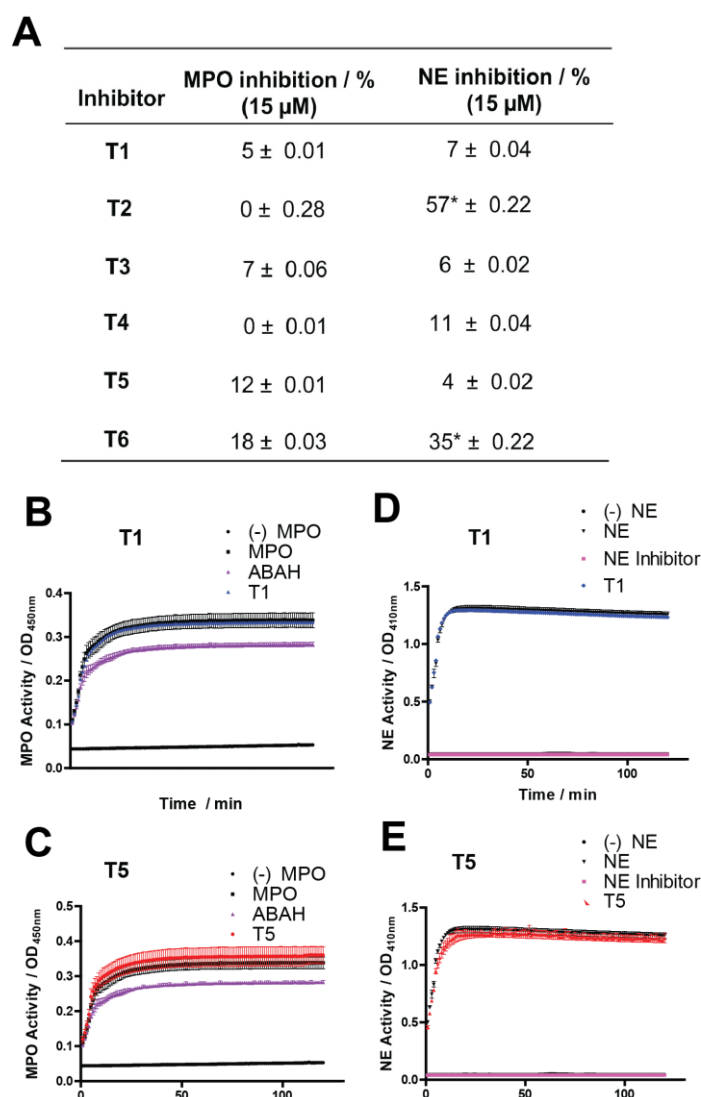 A
Inhibitor MPO inhibition / % (15 µM) NE inhibition / % (15 µM)
T1 5 ± 0.01 7 ± 0.04
T2 0 ± 0.28 57* ± 0.22
T3 7 ± 0.06 6 ± 0.02
T4 0 ± 0.01 11 ± 0.04
T5 12 ± 0.01 4 ± 0.02
T6 18 ± 0.03 35* ± 0.22
B
T1
(-) MPO
MPO
ABAH
T1
MPO Activity / OD450nm
0.4
0.3
0.2
0.1
0.0
Time / min
D
T1
(-) NE
NE
NE Inhibitor
T1
NE Activity / OD410nm
1.5
1.0
0.5
0.0
0 50 100
Time / min
C
T5
(-) MPO
MPO
ABAH
T5
MPO Activity / OD450nm
0.5
0.4
0.3
0.2
0.1
0.0
0 50 100
E
T5
(-) NE
NE
NE Inhibitor
T5
NE Activity / OD410nm
1.5
1.0
0.5
0.0
0 50 100